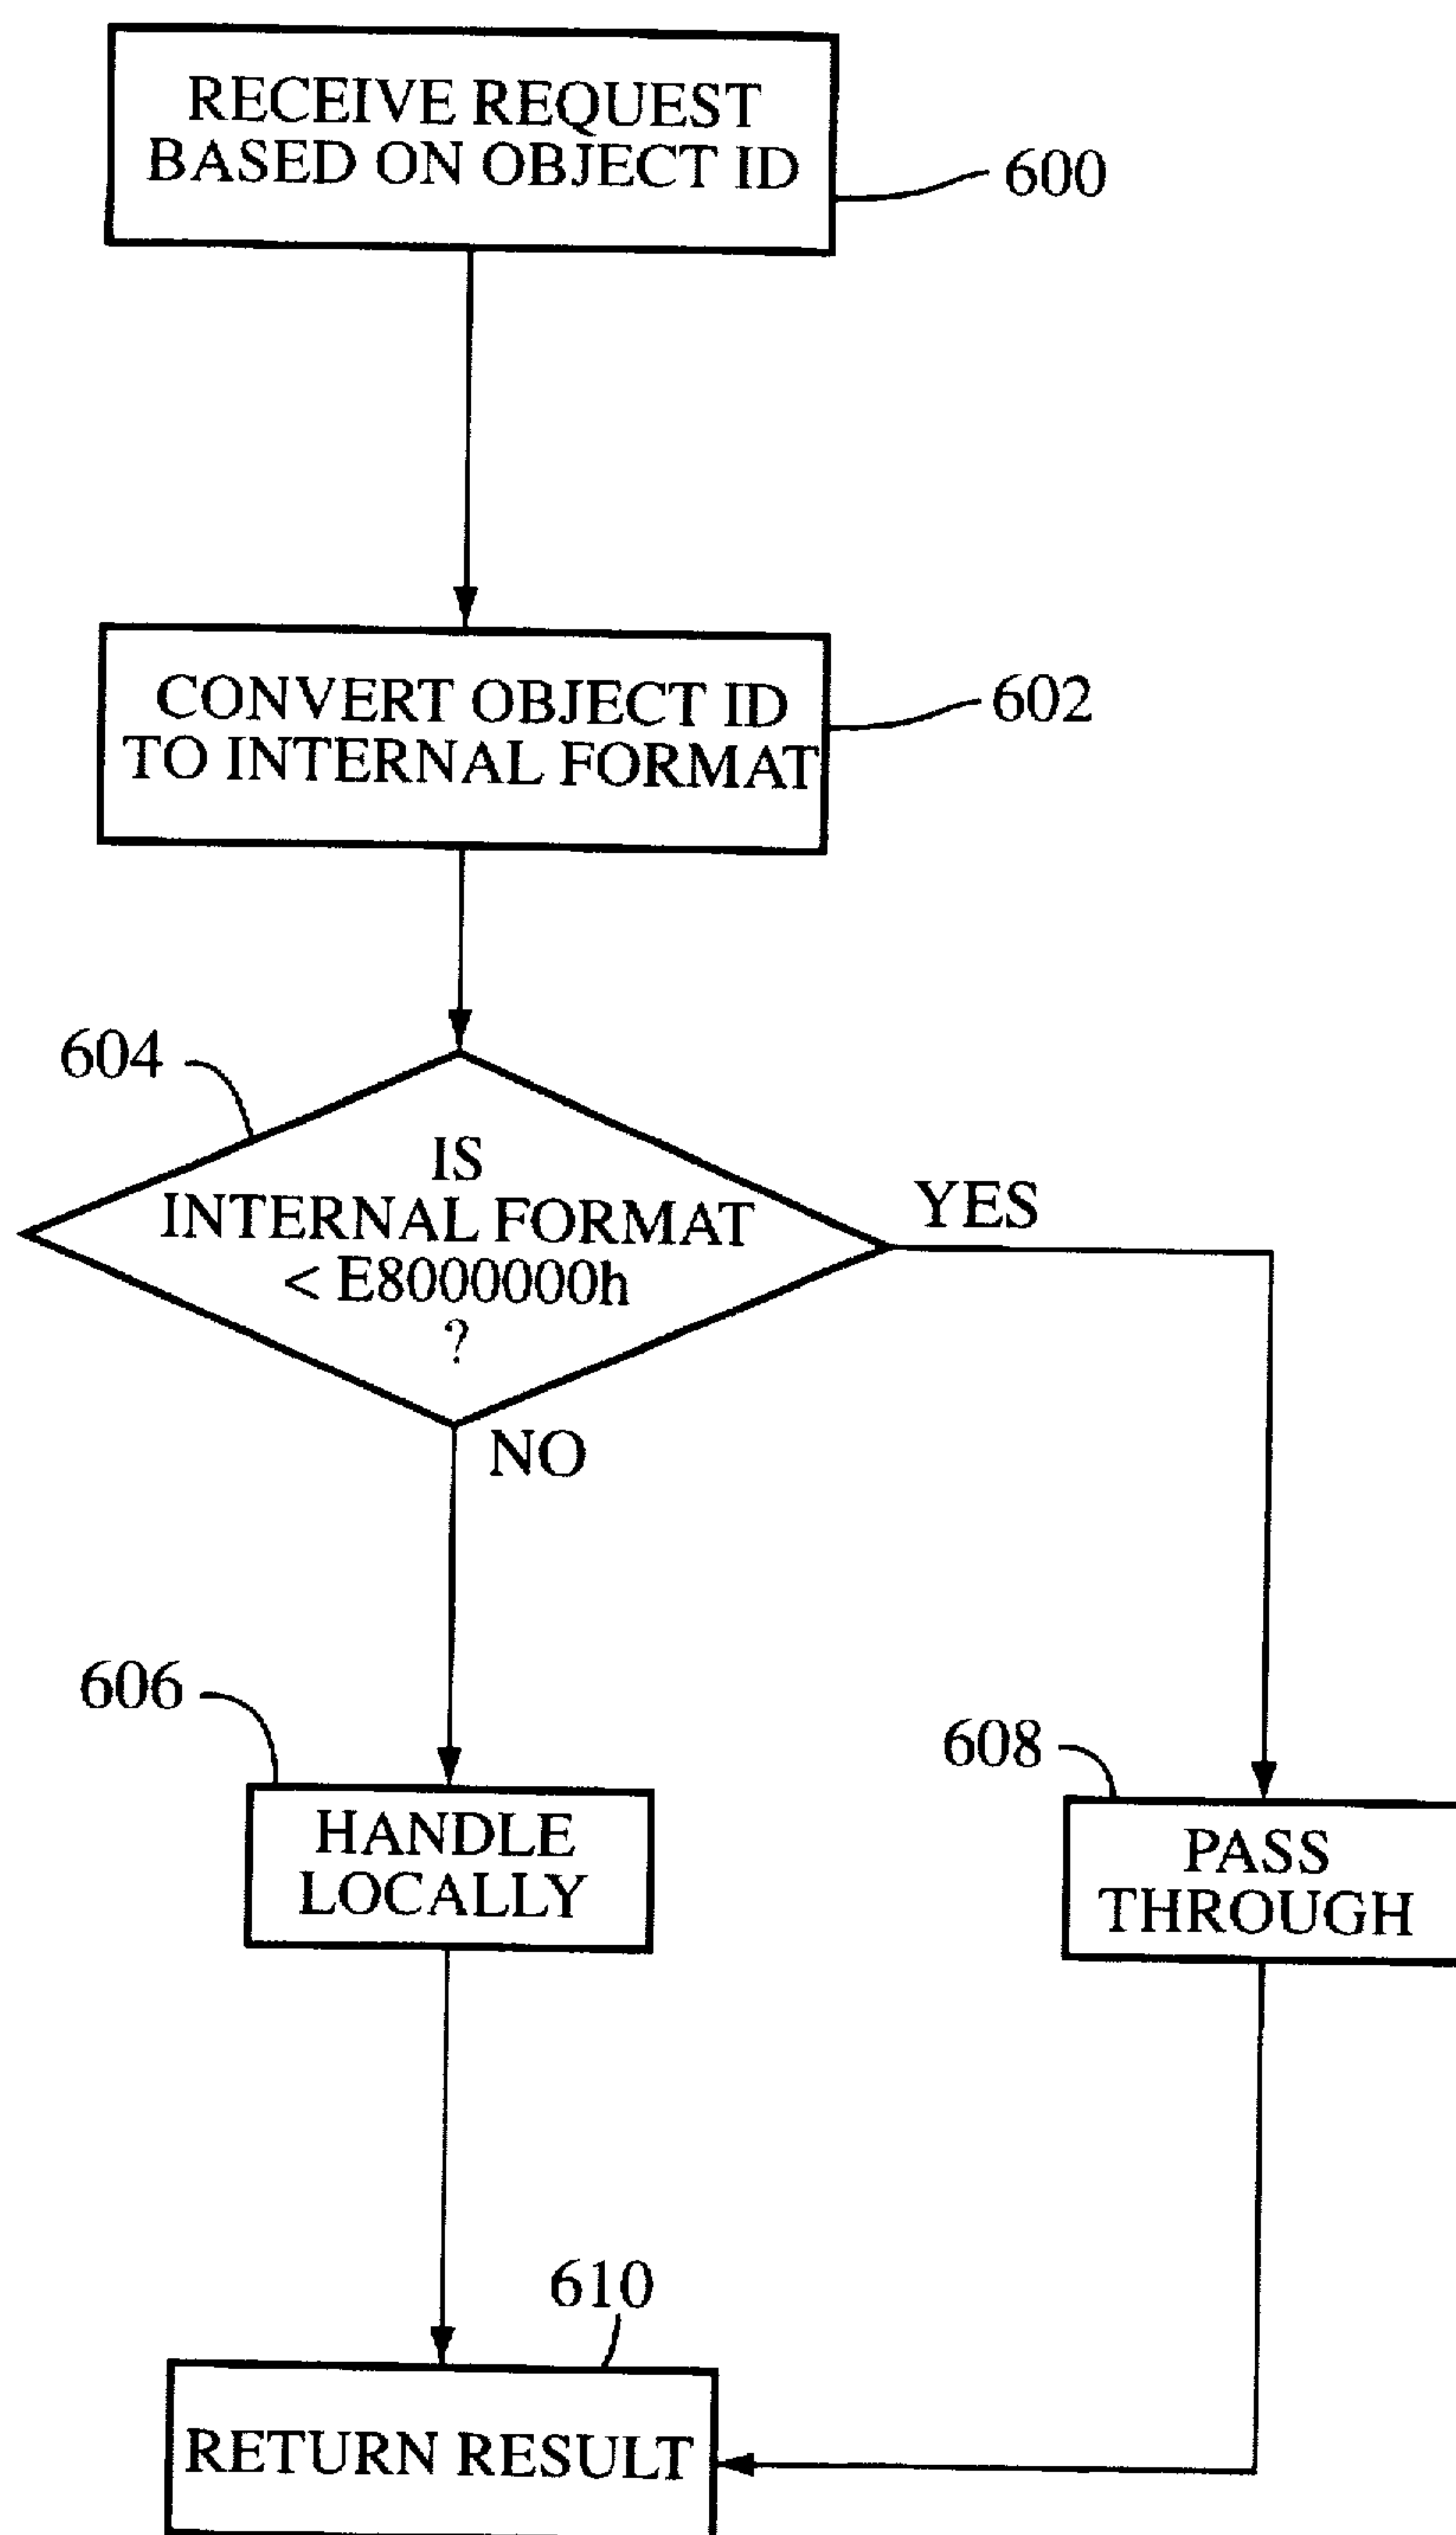 RECEIVE REQUEST
BASED ON OBJECT ID
600
CONVERT OBJECT ID
TO INTERNAL FORMAT
602
604
IS
INTERNAL FORMAT
< E8000000h
?
YES
NO
606
HANDLE
LOCALLY
608
PASS
THROUGH
610
RETURN RESULT